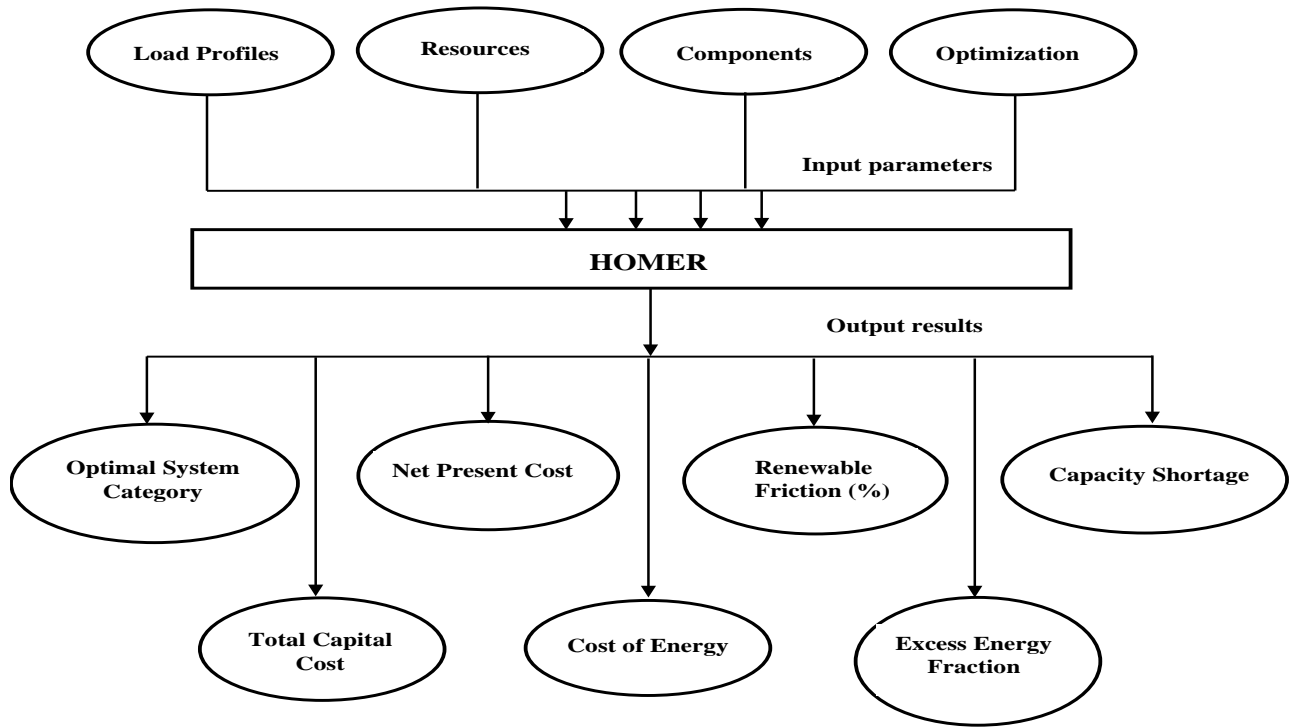 Load Profiles
Resources
Components
Optimization
Input parameters
HOMER
Output results
Optimal System
Category
Net Present Cost
Renewable
Friction (%)
Capacity Shortage
Total Capital
Cost
Cost of Energy
Excess Energy
Fraction